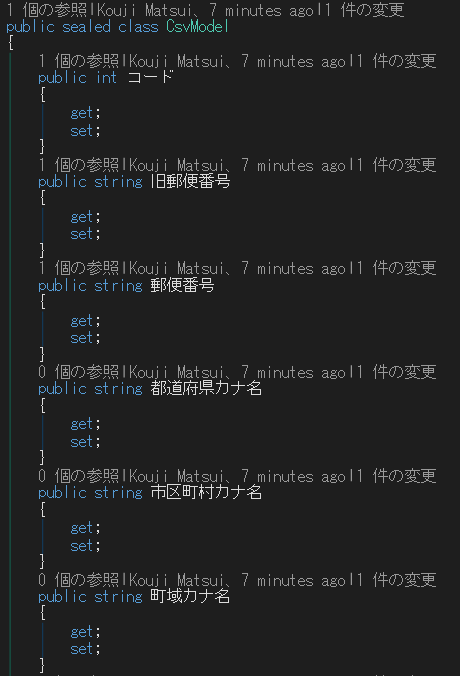 1 個の参照|Kouji Matsui、7 minutes ago|1 件の変更
public sealed class CsvModel
{
1 個の参照|Kouji Matsui、7 minutes ago|1 件の変更
public int コード
{
get;
set;
}
1 個の参照|Kouji Matsui、7 minutes ago|1 件の変更
public string 旧郵便番号
{
get;
set;
}
1 個の参照|Kouji Matsui、7 minutes ago|1 件の変更
public string 郵便番号
{
get;
set;
}
0 個の参照|Kouji Matsui、7 minutes ago|1 件の変更
public string 都道府県カナ名
{
get;
set;
}
0 個の参照|Kouji Matsui、7 minutes ago|1 件の変更
public string 市区町村カナ名
{
get;
set;
}
0 個の参照|Kouji Matsui、7 minutes ago|1 件の変更
public string 町域カナ名
{
get;
set;
}